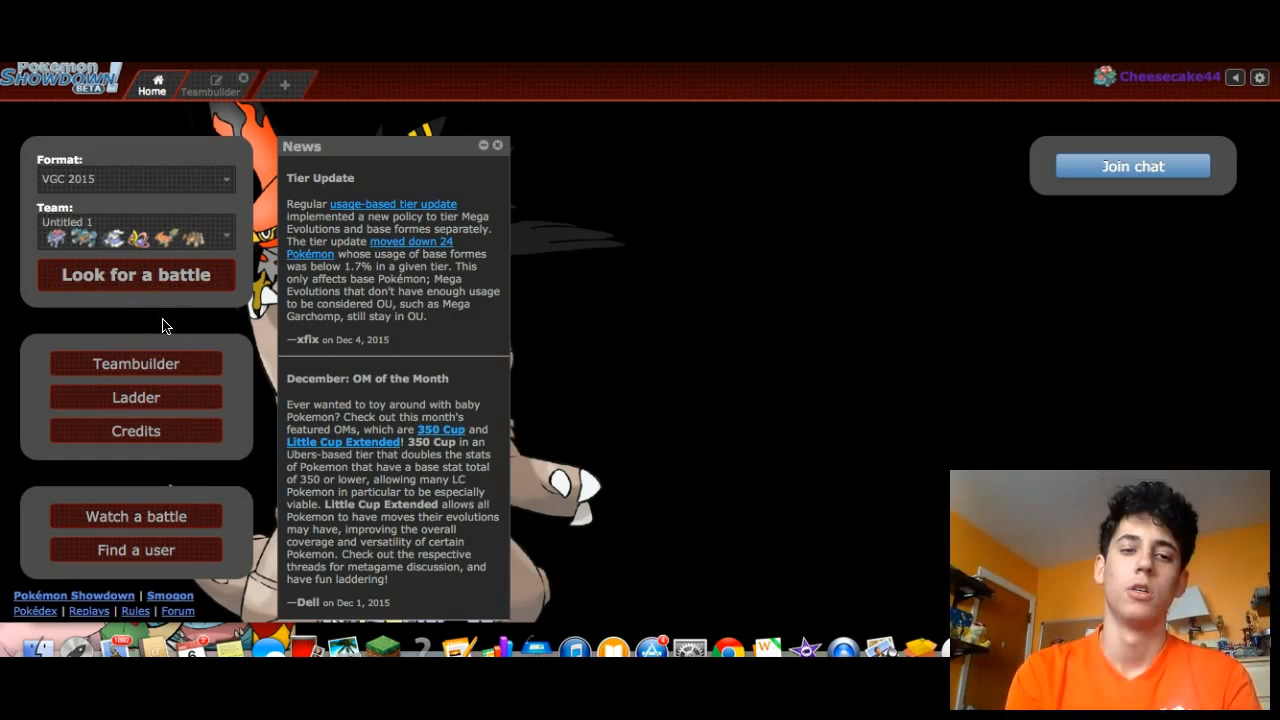 Pokémon
SHOWDOWN!
BETA
Home
Teambuilder
+
Cheesecake44
Format:
VGC 2015
Team:
Untitled 1
Look for a battle
Teambuilder
Ladder
Credits
Watch a battle
Find a user
Pokémon Showdown | Smogon
Pokédex | Replays | Rules | Forum
News
Tier Update
Regular usage-based tier update
implemented a new policy to tier Mega
Evolutions and base formes separately.
The tier update moved down 24
Pokémon whose usage of base formes
was below 1.7% in a given tier. This
only affects base Pokémon; Mega
Evolutions that don't have enough usage
to be considered OU, such as Mega
Garchomp, still stay in OU.
—xfix on Dec 4, 2015
December: OM of the Month
Ever wanted to toy around with baby
Pokemon? Check out this month's
featured OMs, which are 350 Cup and
Little Cup Extended! 350 Cup in an
Ubers-based tier that doubles the stats
of Pokemon that have a base stat total
of 350 or lower, allowing many LC
Pokemon in particular to be especially
viable. Little Cup Extended allows all
Pokemon to have moves their evolutions
may have, improving the overall
coverage and versatility of certain
Pokemon. Check out the respective
threads for metagame discussion, and
have fun laddering!
—Dell on Dec 1, 2015
Join chat